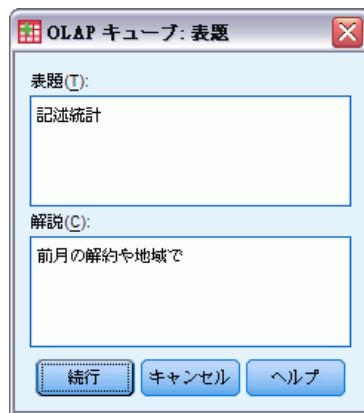 OLAP キューブ: 表題
表題(T):
記述統計
解説(C):
前月の解約や地域で
続行 キャンセル ヘルプ